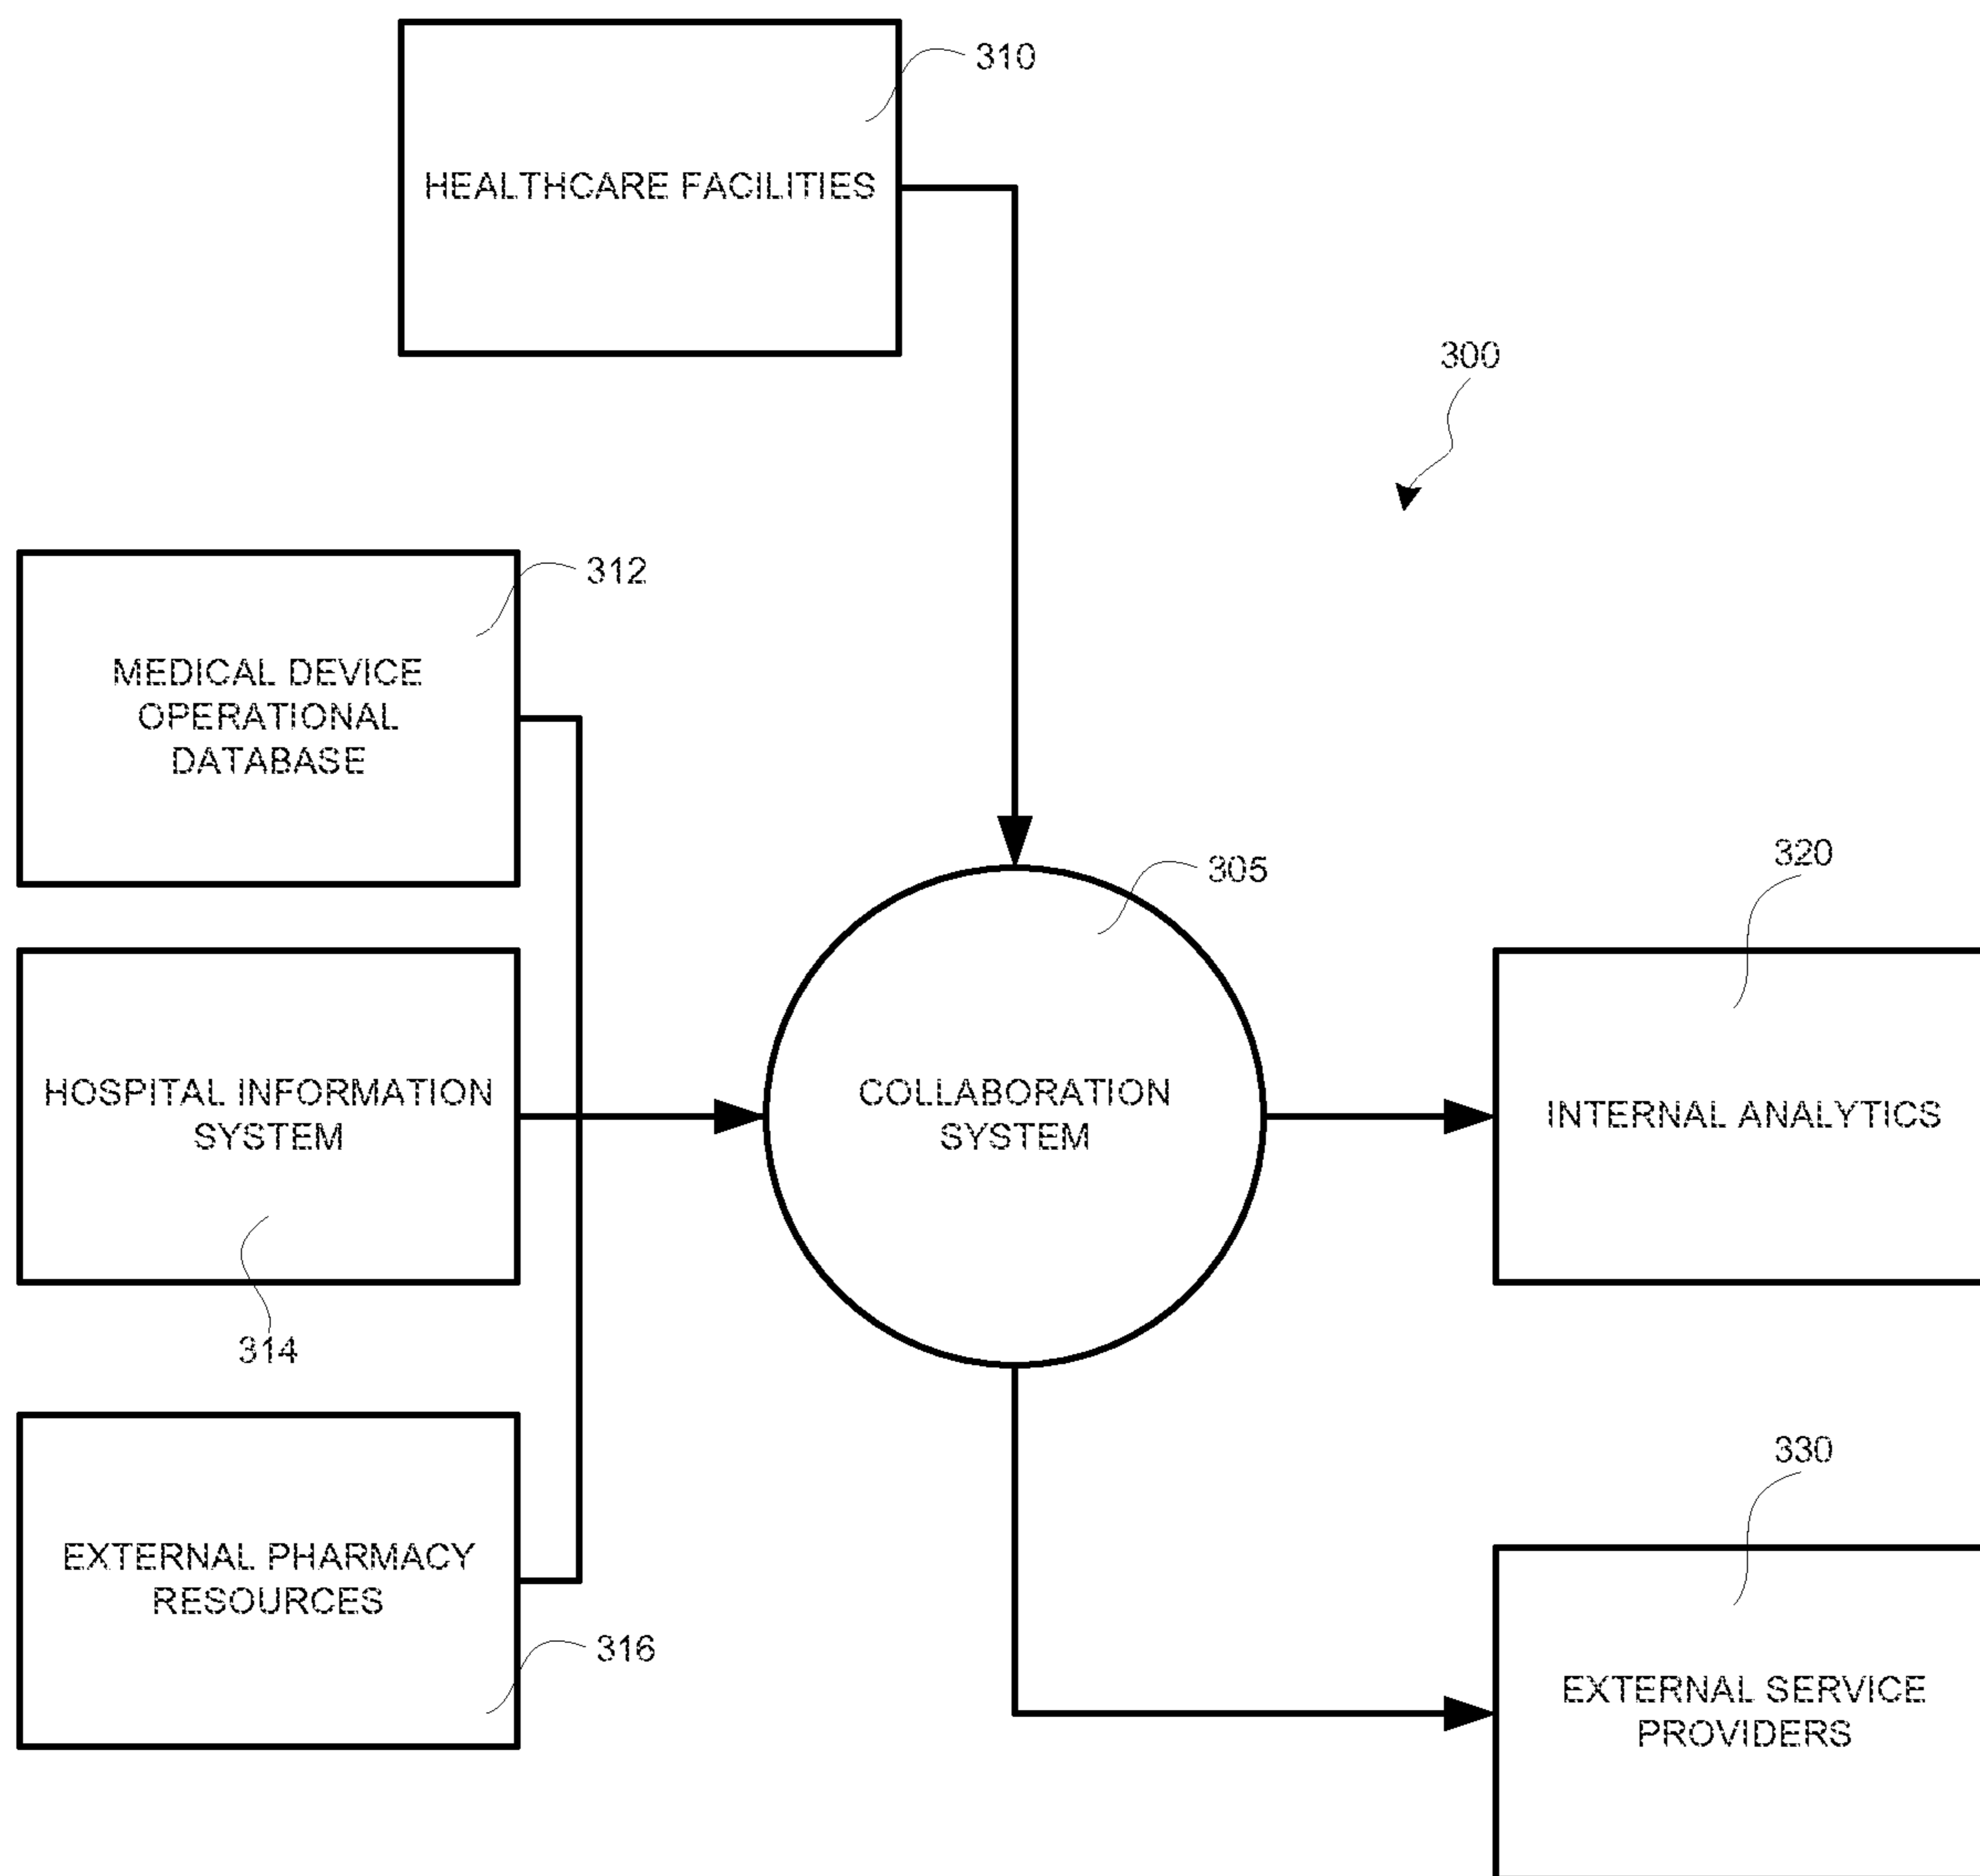 310
HEALTHCARE FACILITIES
300
312
MEDICAL DEVICE
OPERATIONAL
DATABASE
305
320
HOSPITAL INFORMATION
SYSTEM
COLLABORATION
SYSTEM
INTERNAL ANALYTICS
314
330
EXTERNAL PHARMACY
RESOURCES
316
EXTERNAL SERVICE
PROVIDERS